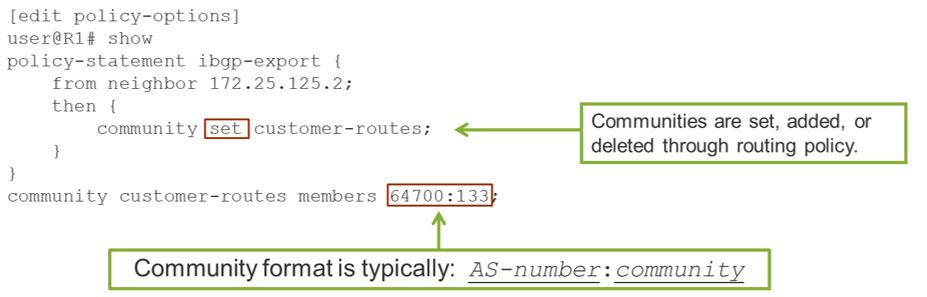 [edit policy-options]
user@R1# show
policy-statement ibgp-export {
    from neighbor 172.25.125.2;
    then {
        community set customer-routes;
    }
}
community customer-routes members 64700:133;
Communities are set, added, or
deleted through routing policy.
Community format is typically: AS-number:community